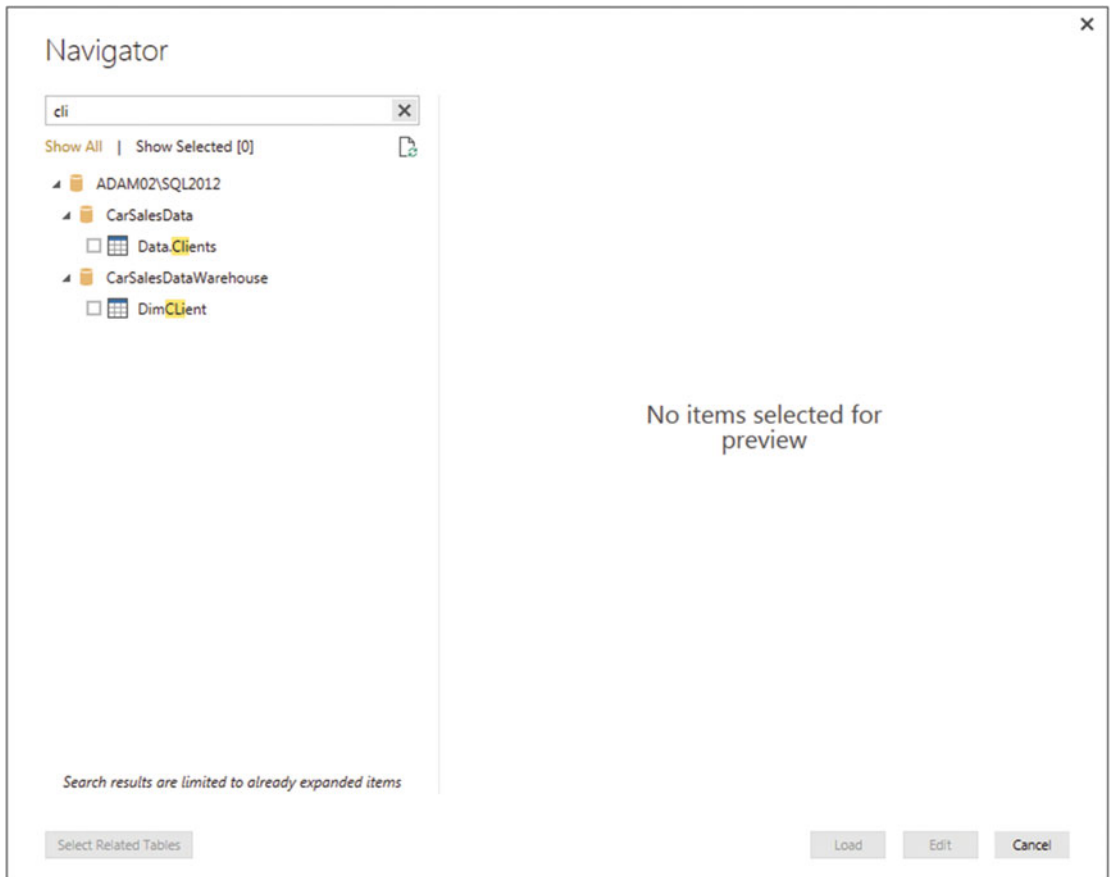 Navigator
cli
Show All | Show Selected [0]
ADAM02\SQL2012
CarSalesData
Data.Clients
CarSalesDataWarehouse
DimCLient
No items selected for
preview
Search results are limited to already expanded items
Select Related Tables
Load
Edit
Cancel